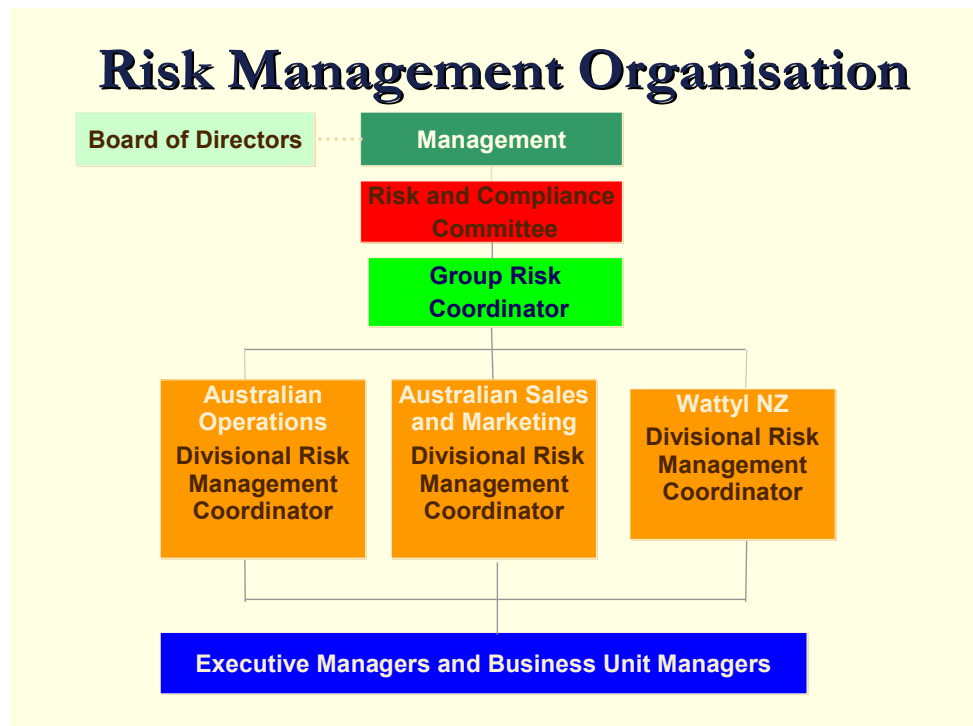 Risk Management Organisation
Board of Directors
Management
Risk and Compliance
Committee
Group Risk
Coordinator
Australian
Operations
Divisional Risk
Management
Coordinator
Australian Sales
and Marketing
Divisional Risk
Management
Coordinator
Wattyl NZ
Divisional Risk
Management
Coordinator
Executive Managers and Business Unit Managers